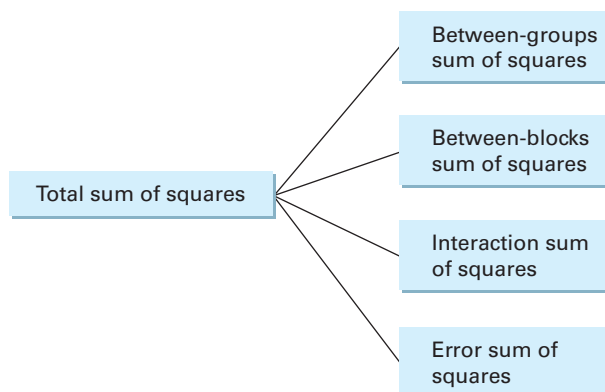 Between-groups
sum of squares
Between-blocks
sum of squares
Total sum of squares
Interaction sum
of squares
Error sum of
squares